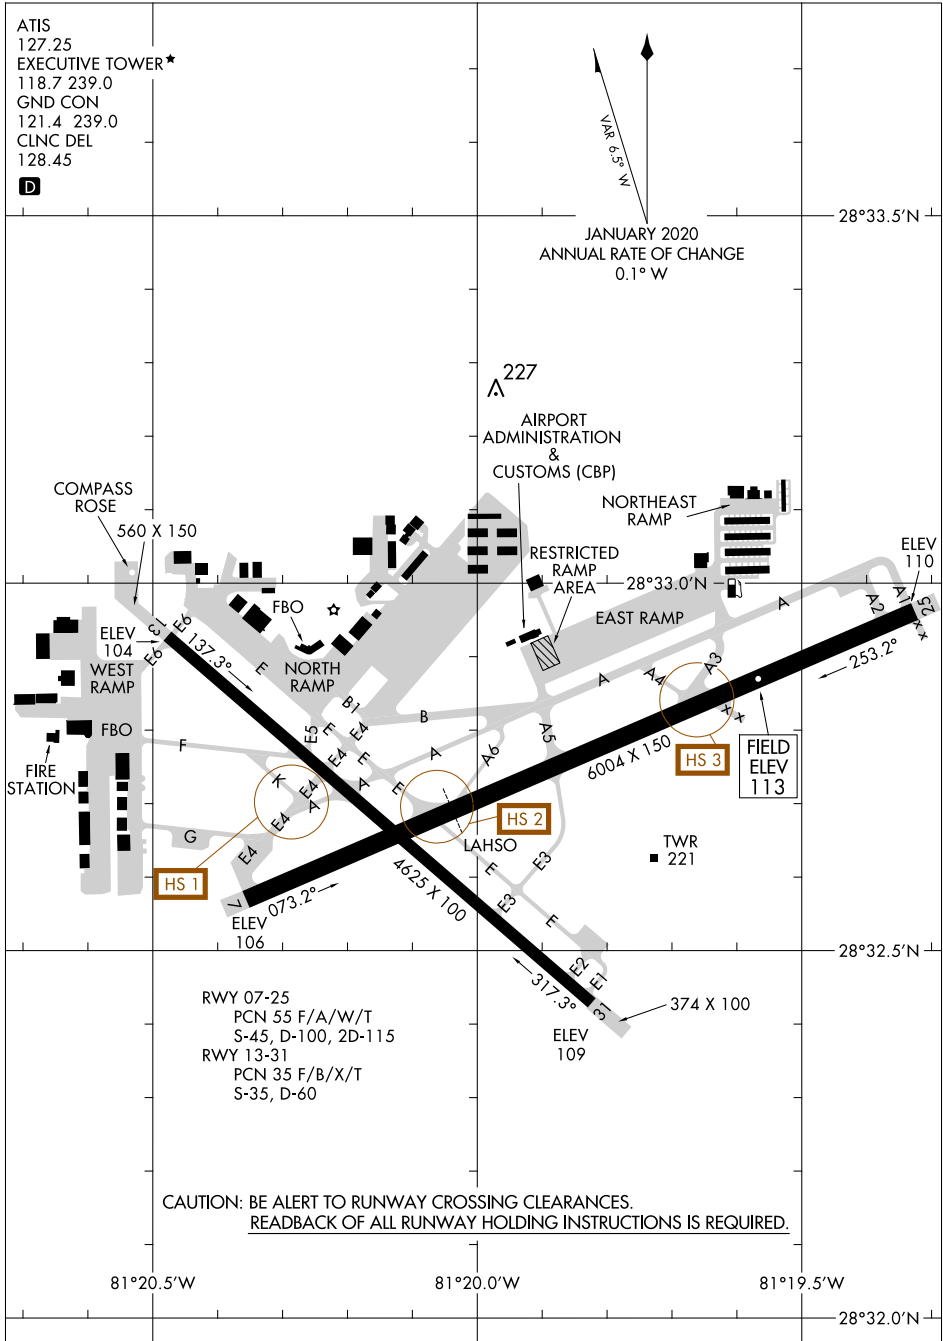 ATIS
127.25
EXECUTIVE TOWER★
118.7 239.0
GND CON
121.4 239.0
CLNC DEL
128.45
D
VAR 6.5° W
28°33.5'N
JANUARY 2020
ANNUAL RATE OF CHANGE
0.1° W
227
AIRPORT
ADMINISTRATION
&
CUSTOMS (CBP)
COMPASS
ROSE
560 X 150
NORTHEAST
RAMP
RESTRICTED
RAMP
AREA
28°33.0'N
ELEV
110
EAST RAMP
A
A1
A2
25
x x
FBO
ELEV
104
13
E6
E6
137.3°
E
NORTH
RAMP
WEST
RAMP
FBO
FIRE
STATION
B1
B
A
A4
A3
253.2°
x x
F
E5
E
E4
E4
E
A
A6
A5
6004 X 150
HS 3
FIELD
ELEV
113
K
E4
A
A
E
E4
G
E4
HS 2
LAHSO
TWR
221
HS 1
7
073.2°
ELEV
106
4625 X 100
E
E3
E3
E
E2
E1
317.3°
31
374 X 100
ELEV
109
RWY 07-25
PCN 55 F/A/W/T
S-45, D-100, 2D-115
RWY 13-31
PCN 35 F/B/X/T
S-35, D-60
CAUTION: BE ALERT TO RUNWAY CROSSING CLEARANCES.
READBACK OF ALL RUNWAY HOLDING INSTRUCTIONS IS REQUIRED.
28°32.5'N
81°20.5'W
81°20.0'W
81°19.5'W
28°32.0'N